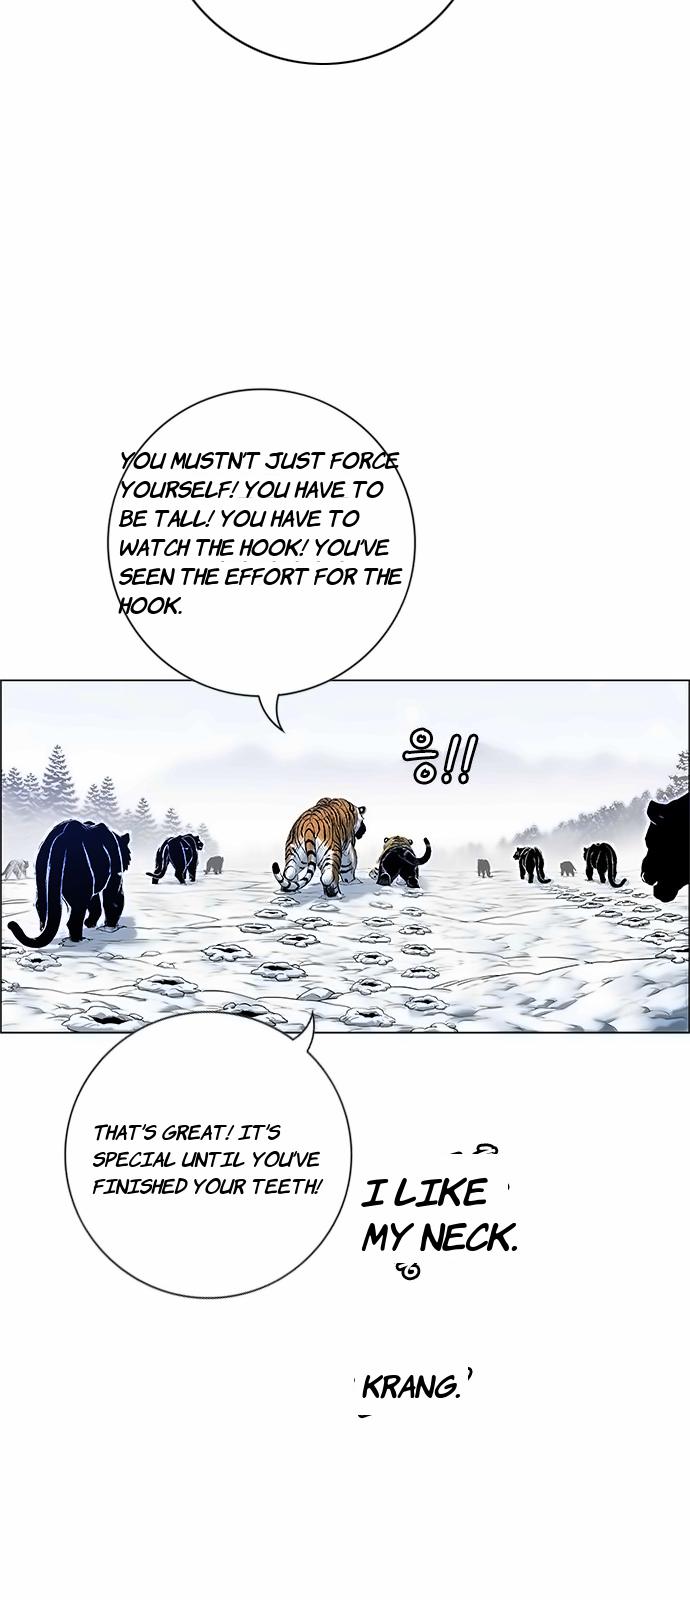 YOU MUSTN'T JUST FORCE
YOURSELF! YOU HAVE TO
BE TALL! YOU HAVE TO
WATCH THE HOOK! YOU'VE
SEEN THE EFFORT FOR THE
HOOK.
응!!
THAT'S GREAT! IT'S
SPECIAL UNTIL YOU'VE
FINISHED YOUR TEETH!
I LIKE
MY NECK.
KRANG.